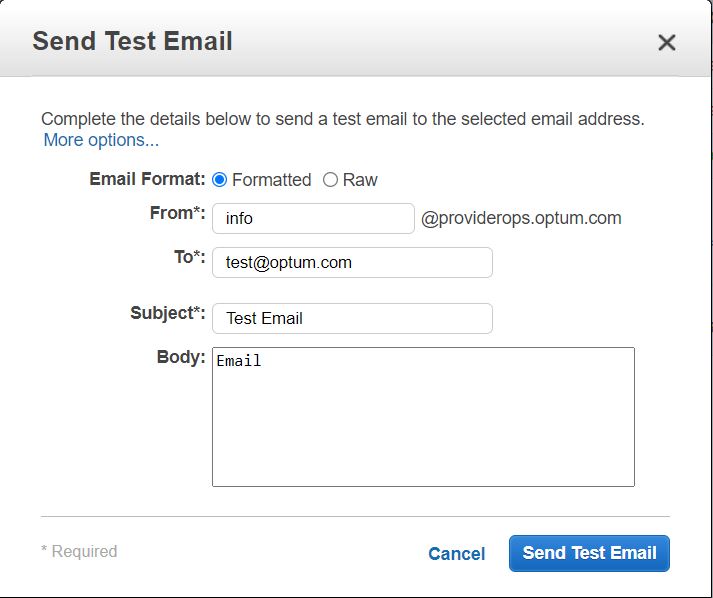 Send Test Email
Complete the details below to send a test email to the selected email address.
More options...
Email Format: Formatted Raw
From*: info @providerops.optum.com
To*: test@optum.com
Subject*: Test Email
Body: Email
* Required
Cancel
Send Test Email